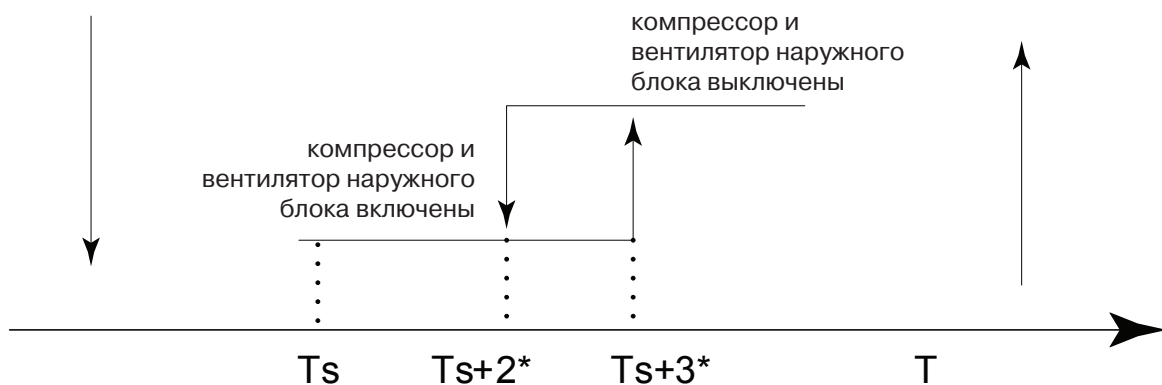 компрессор и
вентилятор наружного
блока выключены
компрессор и
вентилятор наружного
блока включены
Ts Ts+2* Ts+3* T